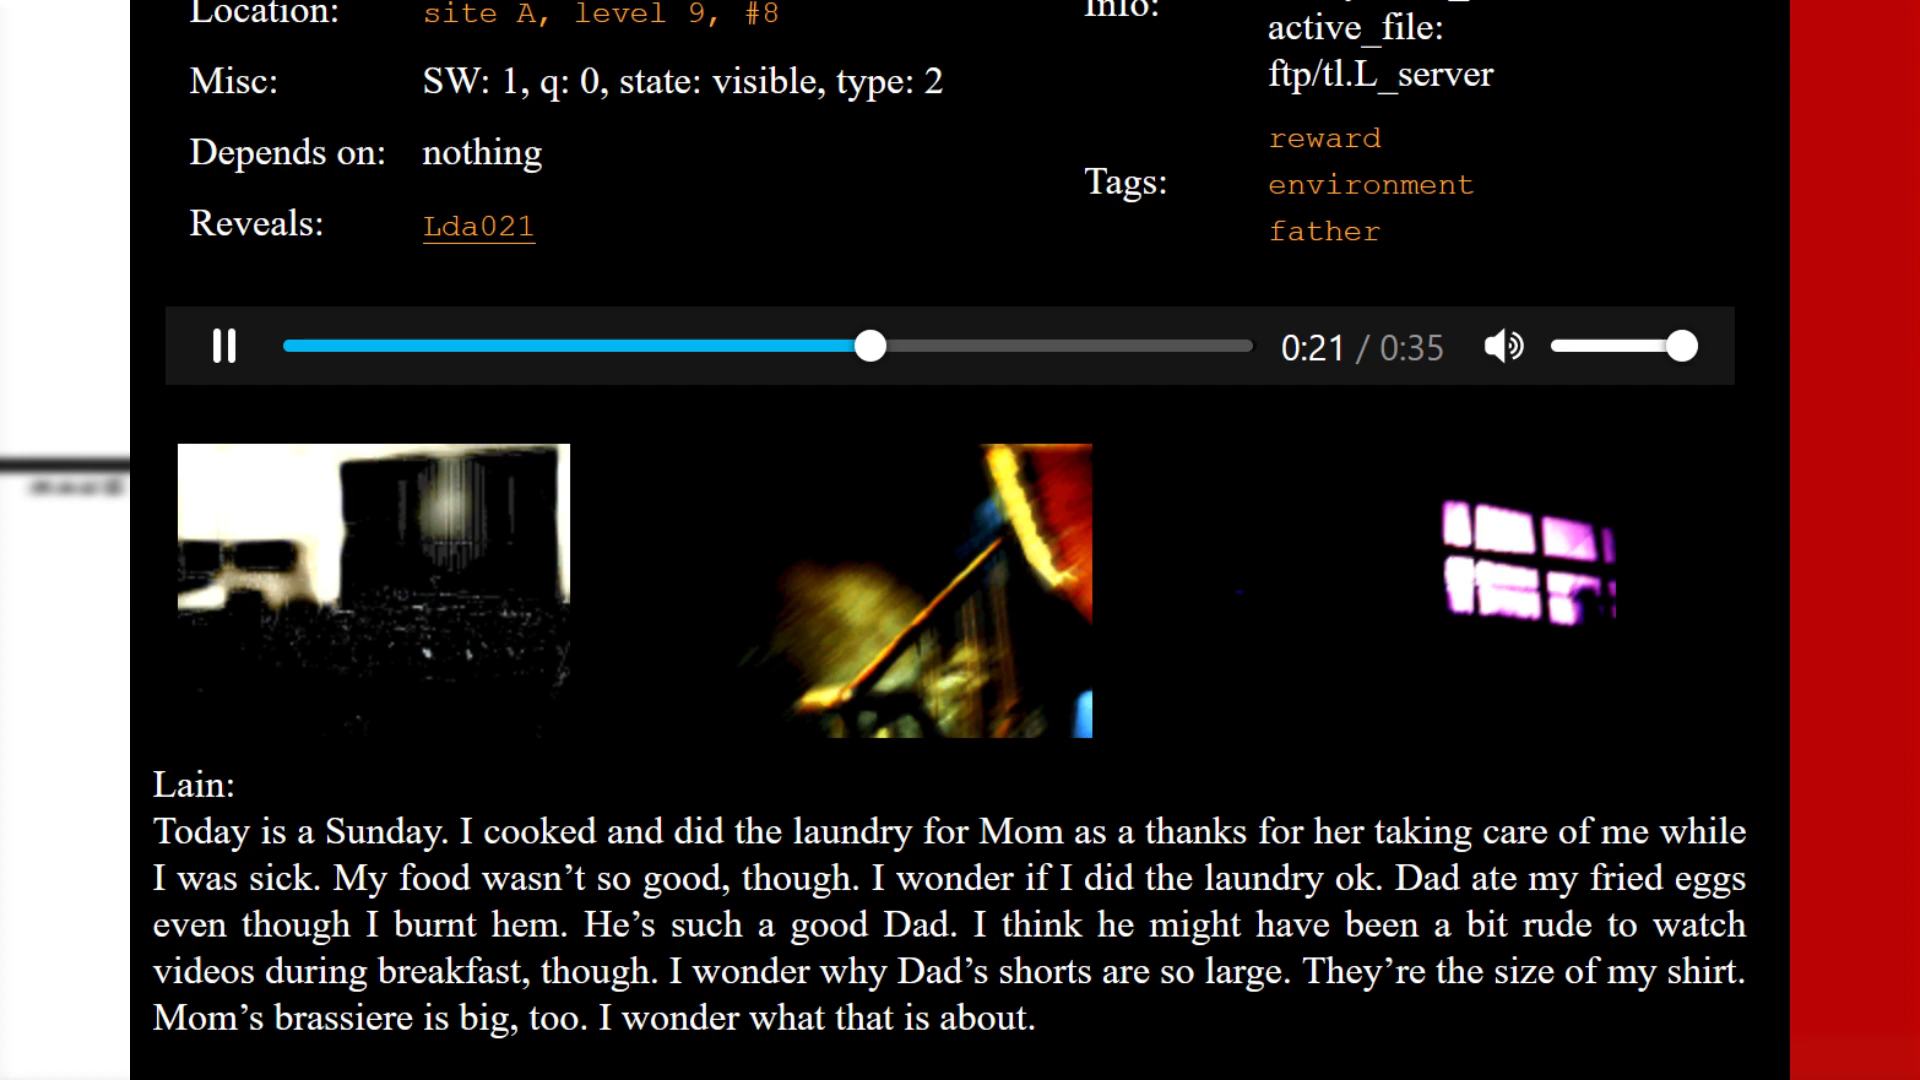 Location: site A, level 9, #8
Info:
active_file:
ftp/tl.L_server
Misc: SW: 1, q: 0, state: visible, type: 2
Depends on: nothing
Reveals: Lda021
Tags:
reward
environment
father
0:21 / 0:35
Lain:
Today is a Sunday. I cooked and did the laundry for Mom as a thanks for her taking care of me while
I was sick. My food wasn’t so good, though. I wonder if I did the laundry ok. Dad ate my fried eggs
even though I burnt hem. He’s such a good Dad. I think he might have been a bit rude to watch
videos during breakfast, though. I wonder why Dad’s shorts are so large. They’re the size of my shirt.
Mom’s brassiere is big, too. I wonder what that is about.